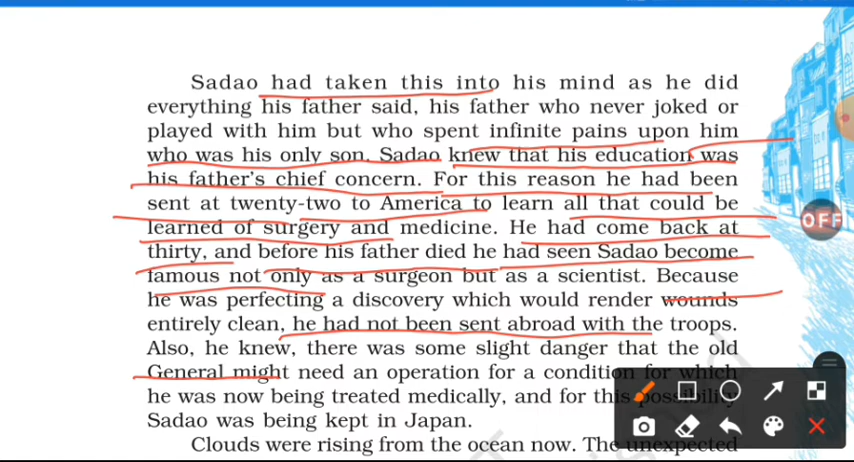 Sadao had taken this into his mind as he did
everything his father said, his father who never joked or
played with him but who spent infinite pains upon him
who was his only son. Sadao knew that his education was
his father's chief concern. For this reason he had been
sent at twenty-two to America to learn all that could be
learned of surgery and medicine. He had come back at
thirty, and before his father died he had seen Sadao become
famous not only as a surgeon but as a scientist. Because
he was perfecting a discovery which would render wounds
entirely clean, he had not been sent abroad with the troops.
Also, he knew, there was some slight danger that the old
General might need an operation for a condition for which
he was now being treated medically, and for this possibility
Sadao was being kept in Japan.
Clouds were rising from the ocean now. The unexpected
OFF